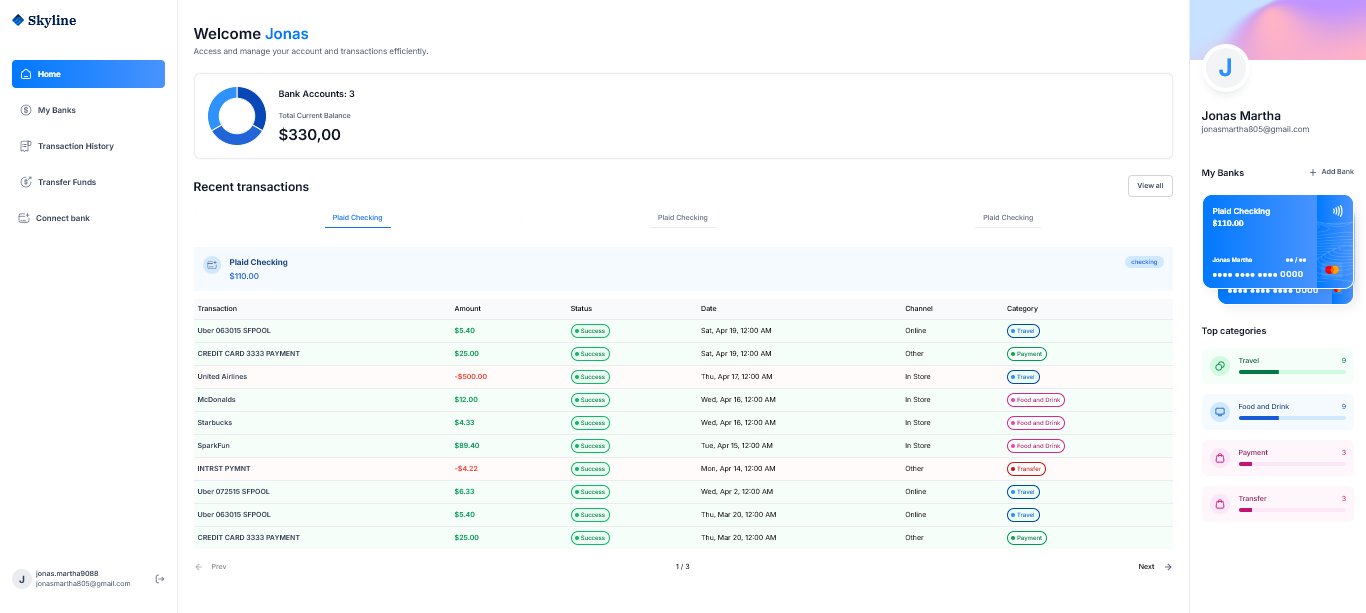 Skyline
Home
My Banks
Transaction History
Transfer Funds
Connect bank
J
jonas.martha9088
jonasmartha805@gmail.com
Welcome Jonas
Access and manage your account and transactions efficiently.
Bank Accounts: 3
Total Current Balance
$330,00
Recent transactions
View all
Plaid Checking Plaid Checking Plaid Checking
Plaid Checking
$110.00
checking
Transaction Amount Status Date Channel Category
Uber 063015 SFPOOL $5.40 Success Sat, Apr 19, 12:00 AM Online Travel
CREDIT CARD 3333 PAYMENT $25.00 Success Sat, Apr 19, 12:00 AM Other Payment
United Airlines -$500.00 Success Thu, Apr 17, 12:00 AM In Store Travel
McDonalds $12.00 Success Wed, Apr 16, 12:00 AM In Store Food and Drink
Starbucks $4.33 Success Wed, Apr 16, 12:00 AM In Store Food and Drink
SparkFun $89.40 Success Tue, Apr 15, 12:00 AM In Store Food and Drink
INTRST PYMNT -$4.22 Success Mon, Apr 14, 12:00 AM Other Transfer
Uber 072515 SFPOOL $6.33 Success Wed, Apr 2, 12:00 AM Online Travel
Uber 063015 SFPOOL $5.40 Success Thu, Mar 20, 12:00 AM Online Travel
CREDIT CARD 3333 PAYMENT $25.00 Success Thu, Mar 20, 12:00 AM Other Payment
Prev
1 / 3
Next
J
Jonas Martha
jonasmartha805@gmail.com
My Banks
Add Bank
Plaid Checking
$110.00
Jonas Martha ●● / ●●
●●●● ●●●● ●●●● 0000
●●●● ●●●● ●●●● 0000
Top categories
Travel 9
Food and Drink 9
Payment 3
Transfer 3